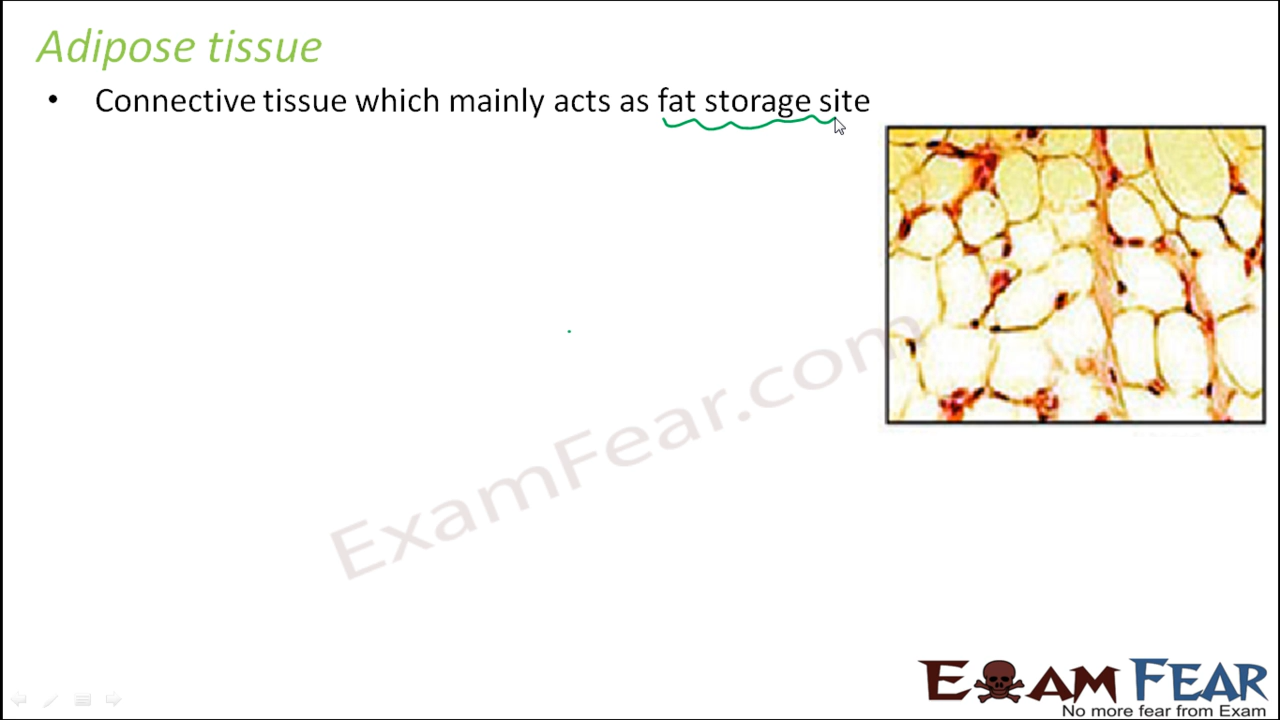 Adipose tissue
• Connective tissue which mainly acts as fat storage site
ExamFear.com
EXAM FEAR
No more fear from Exam